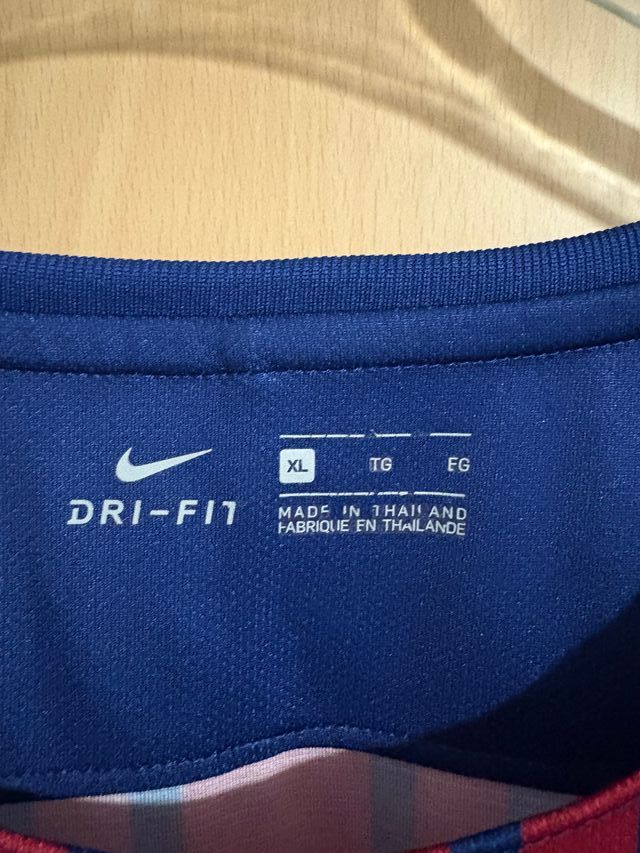 DRI-FIT
XL TG EG
MADE IN THAILAND
FABRIQUE EN THAILANDE